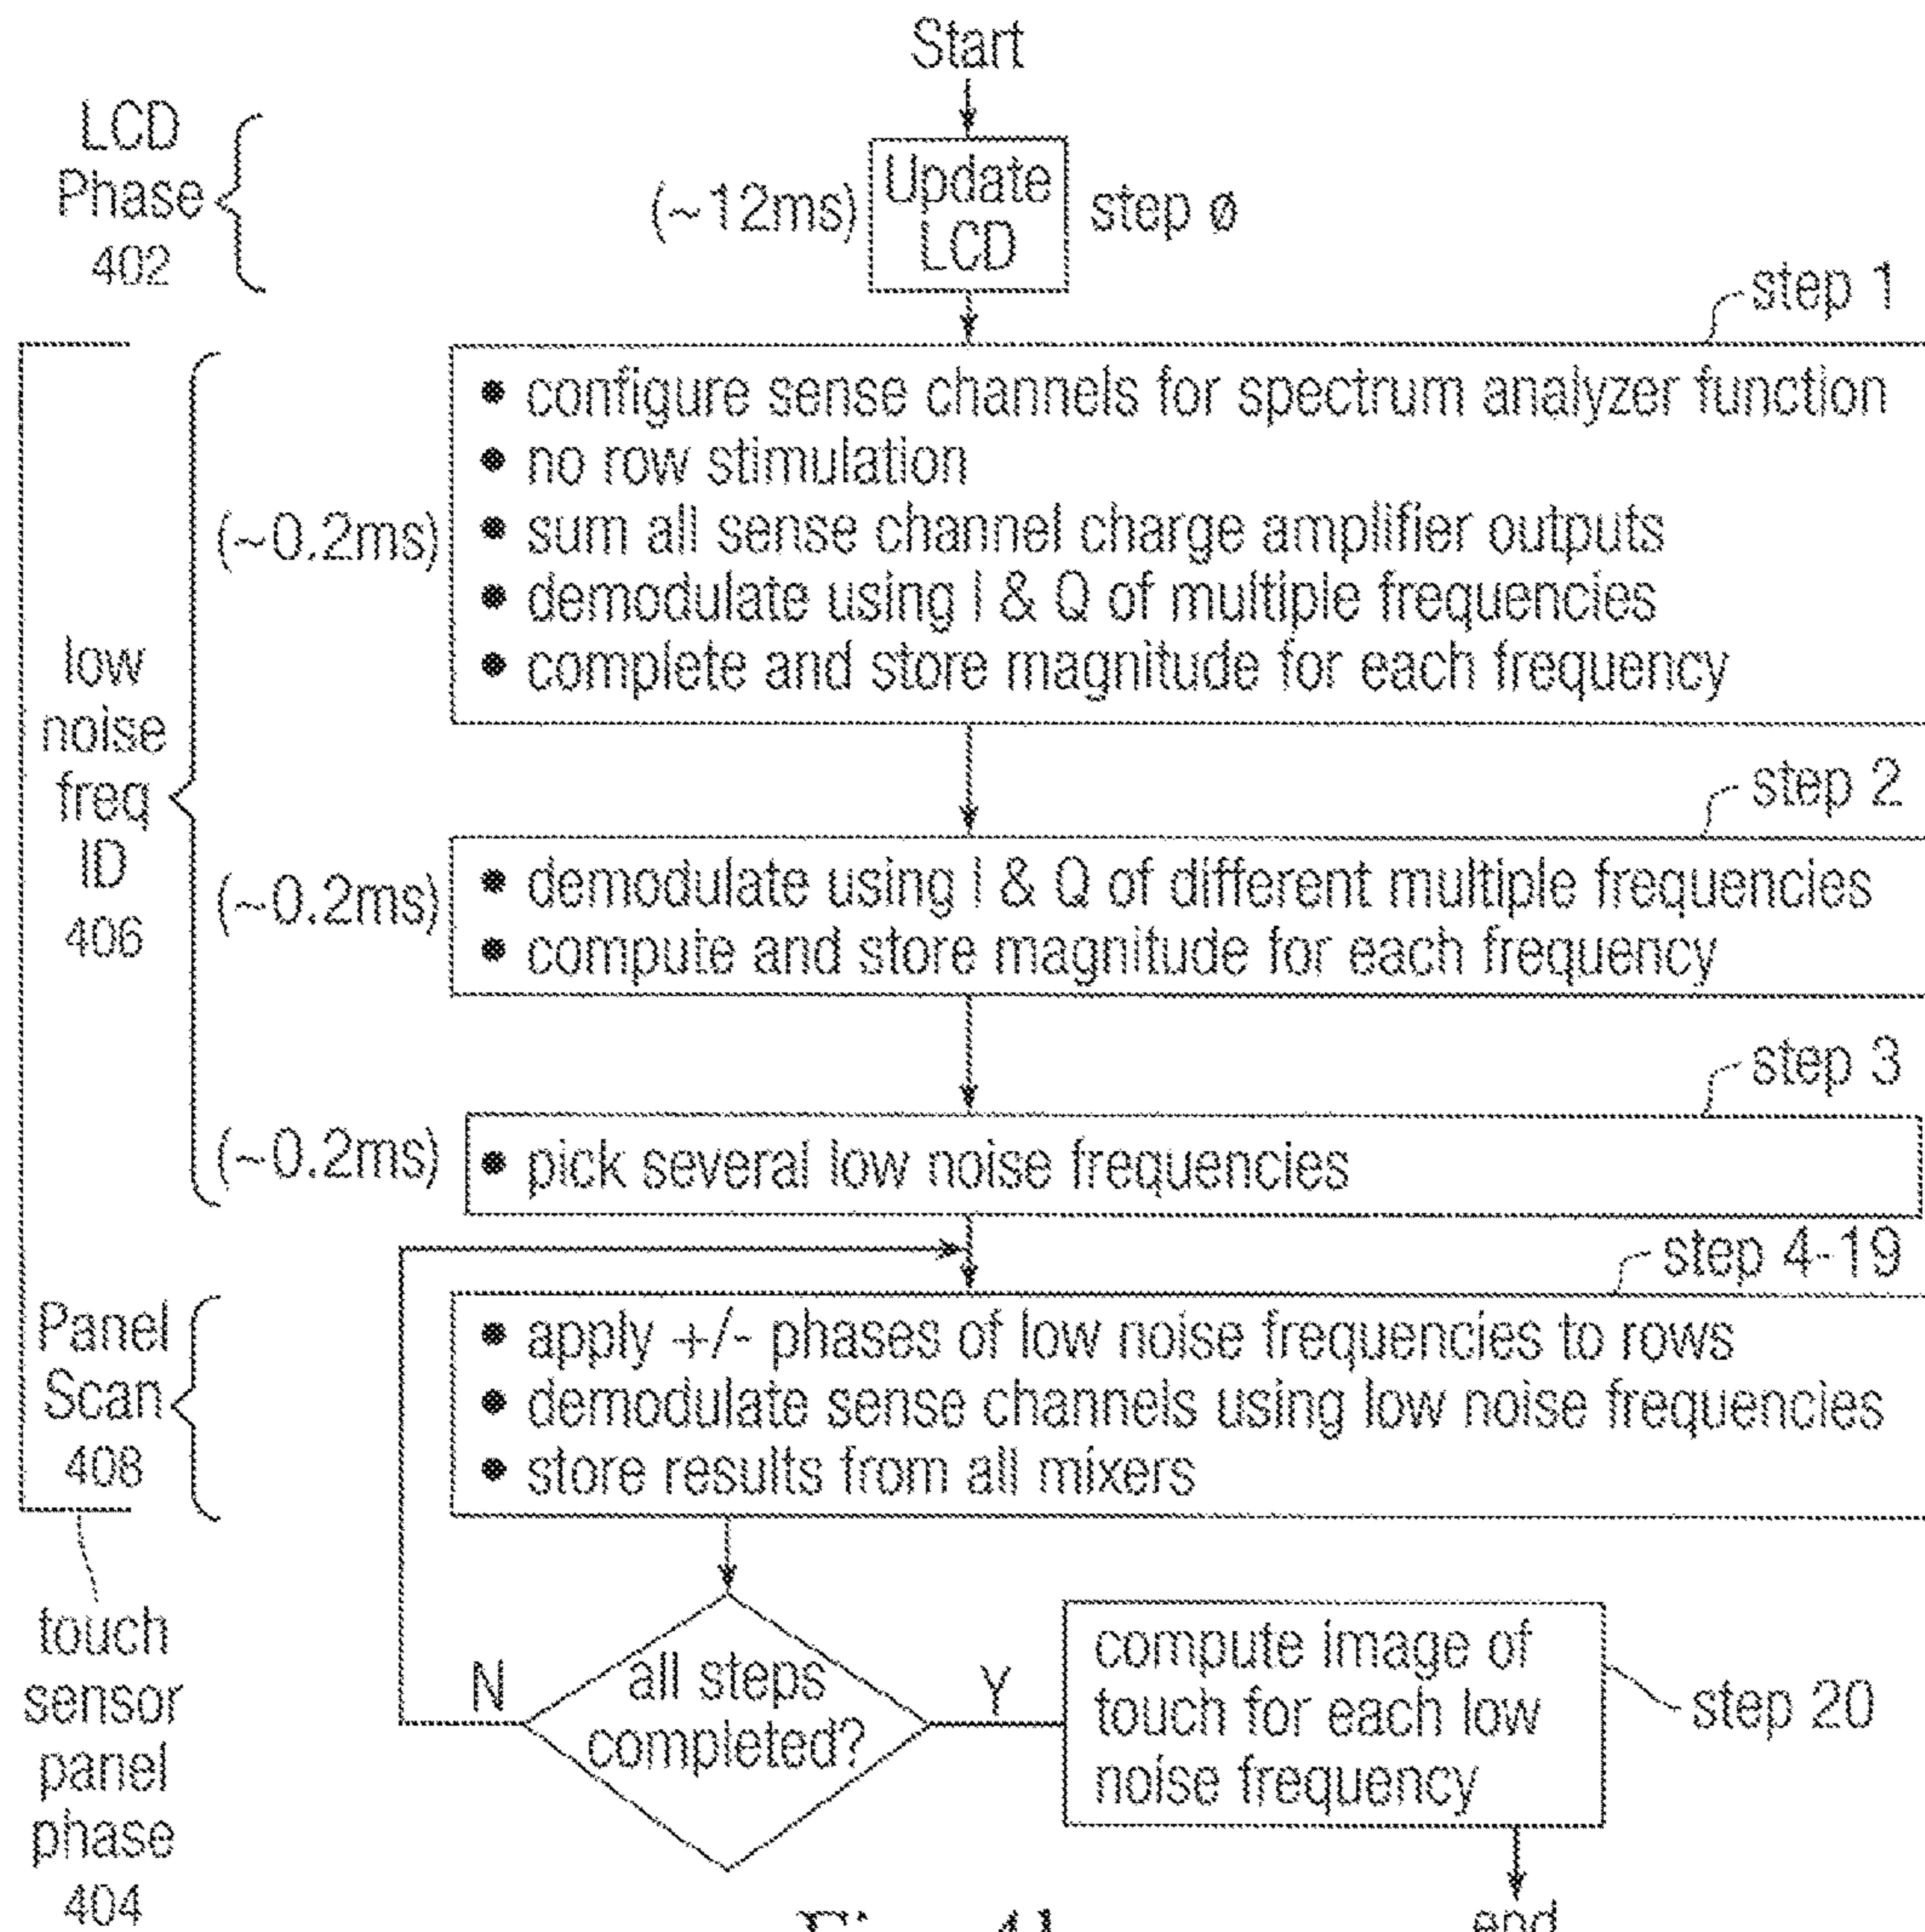 Start
LCD
Phase
402
(~12ms)
Update
LCD
step ø
step 1
• configure sense channels for spectrum analyzer function
• no row stimulation
• sum all sense channel charge amplifier outputs
• demodulate using I & Q of multiple frequencies
• complete and store magnitude for each frequency
(~0.2ms)
low
noise
freq
ID
406
step 2
(~0.2ms)
• demodulate using I & Q of different multiple frequencies
• compute and store magnitude for each frequency
step 3
(~0.2ms)
• pick several low noise frequencies
step 4-19
Panel
Scan
408
• apply +/- phases of low noise frequencies to rows
• demodulate sense channels using low noise frequencies
• store results from all mixers
touch
sensor
panel
phase
404
N
all steps
completed?
Y
compute image of
touch for each low
noise frequency
step 20
end